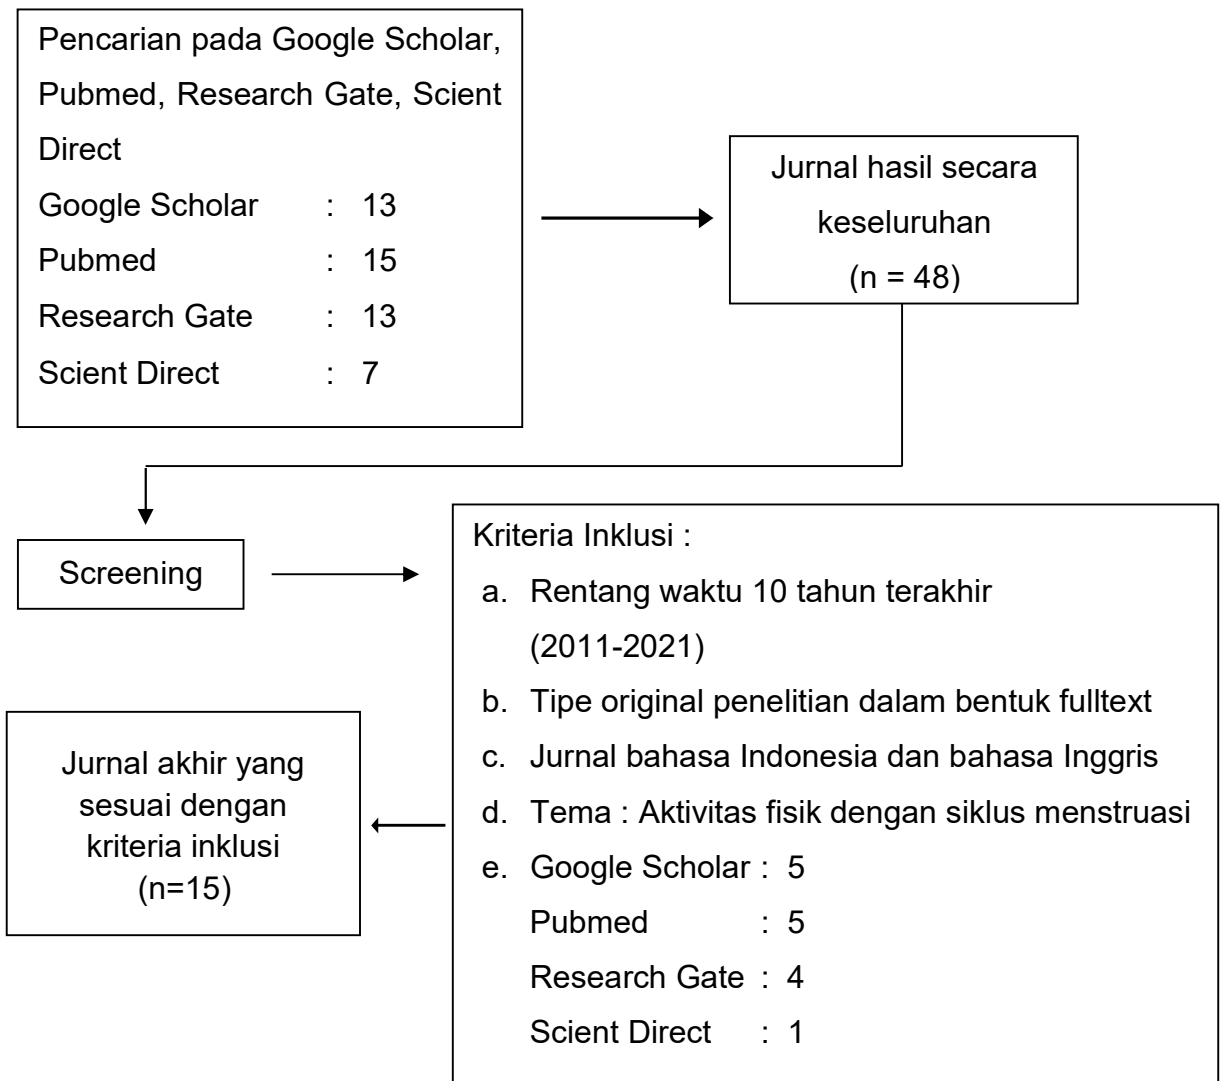 Pencarian pada Google Scholar,
Pubmed, Research Gate, Scient
Direct
Google Scholar : 13
Pubmed : 15
Research Gate : 13
Scient Direct : 7
Jurnal hasil secara
keseluruhan
(n = 48)
Screening
Kriteria Inklusi :
a. Rentang waktu 10 tahun terakhir
(2011-2021)
b. Tipe original penelitian dalam bentuk fulltext
c. Jurnal bahasa Indonesia dan bahasa Inggris
d. Tema : Aktivitas fisik dengan siklus menstruasi
e. Google Scholar : 5
Pubmed : 5
Research Gate : 4
Scient Direct : 1
Jurnal akhir yang
sesuai dengan
kriteria inklusi
(n=15)